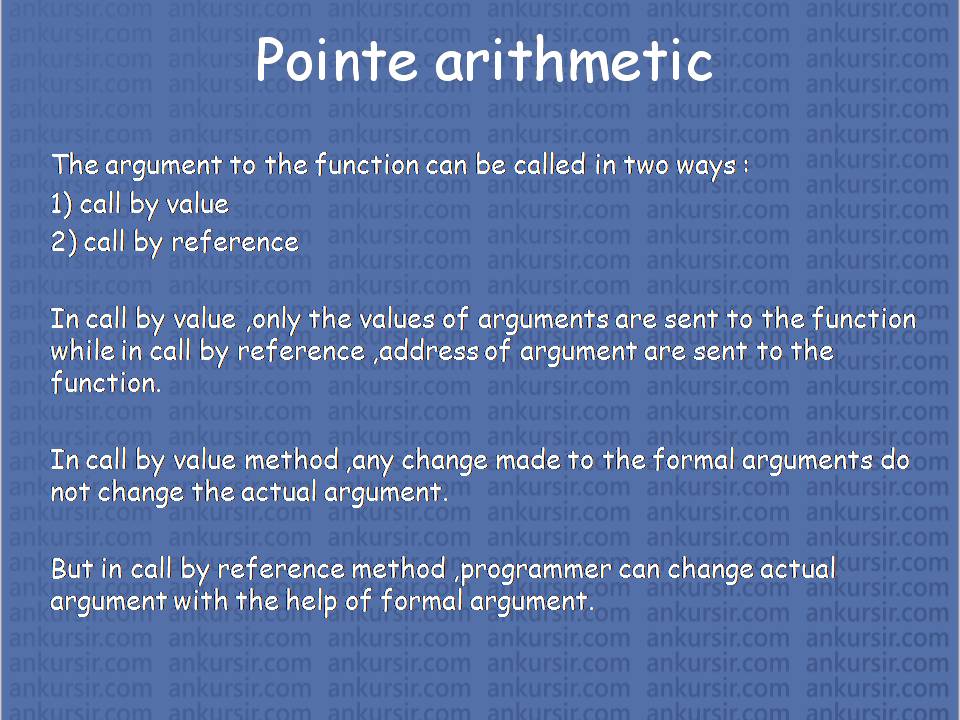 Pointe arithmetic
The argument to the function can be called in two ways :
1) call by value
2) call by reference
In call by value ,only the values of arguments are sent to the function
while in call by reference ,address of argument are sent to the
function.
In call by value method ,any change made to the formal arguments do
not change the actual argument.
But in call by reference method ,programmer can change actual
argument with the help of formal argument.
ankursir.com